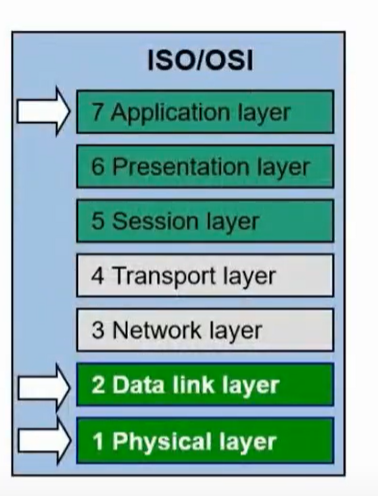 ISO/OSI
7 Application layer
6 Presentation layer
5 Session layer
4 Transport layer
3 Network layer
2 Data link layer
1 Physical layer